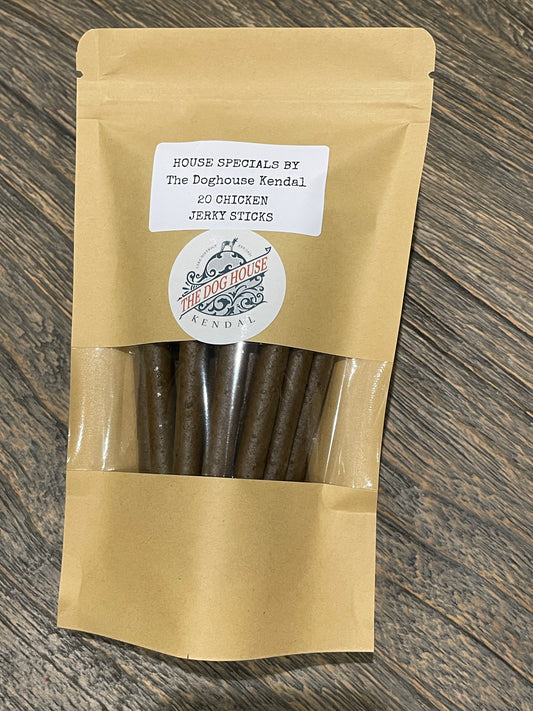 HOUSE SPECIALS BY
The Doghouse Kendal
20 CHICKEN
JERKY STICKS
THE DOG HOUSE
KENDAL